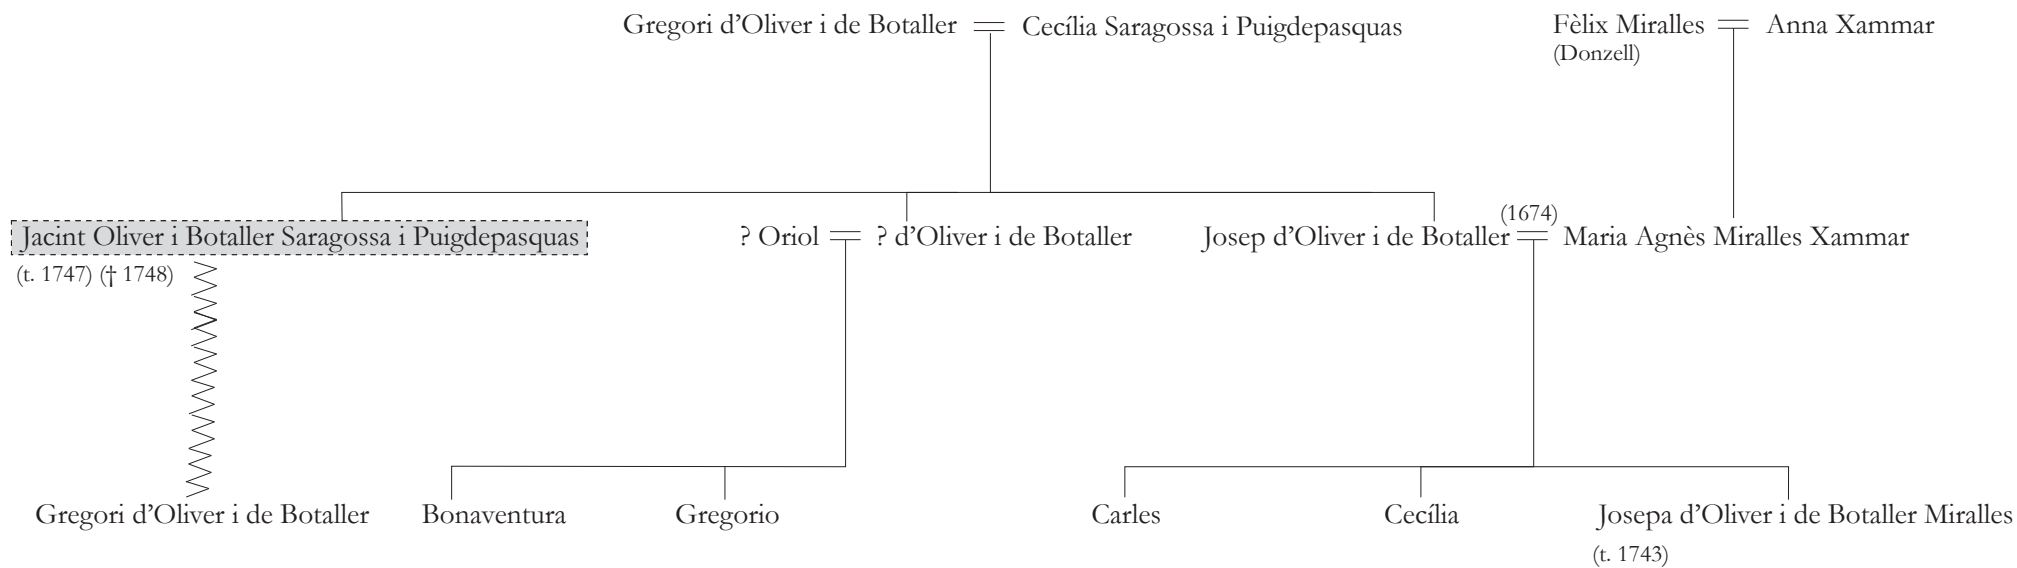 Gregori d’Oliver i de Botaller Cecília Saragossa i Puigdepasquas Fèlix Miralles Anna Xammar
(Donzell)
(1674)
Jacint Oliver i Botaller Saragossa i Puigdepasquas ? Oriol ? d’Oliver i de Botaller Josep d’Oliver i de Botaller Maria Agnès Miralles Xammar
(t. 1747) († 1748)
Gregori d’Oliver i de Botaller Bonaventura Gregorio Carles Cecília Josepa d’Oliver i de Botaller Miralles
(t. 1743)